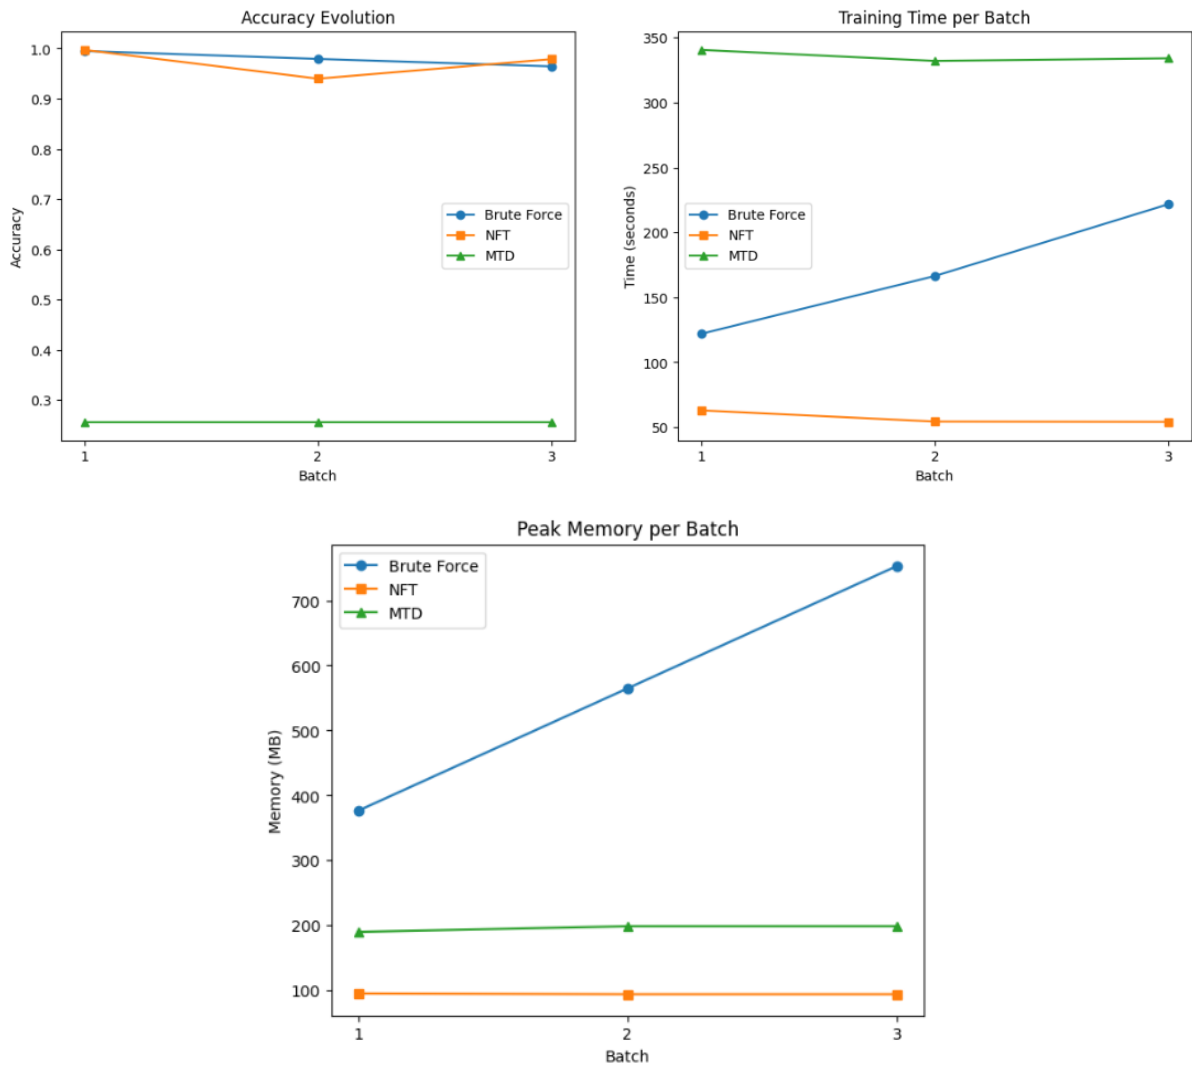 Accuracy Evolution
Accuracy
1.0
0.9
0.8
0.7
0.6
0.5
0.4
0.3
Brute Force
NFT
MTD
1 2 3
Batch
Training Time per Batch
Time (seconds)
350
300
250
200
150
100
50
Brute Force
NFT
MTD
1 2 3
Batch
Peak Memory per Batch
Memory (MB)
Brute Force
NFT
MTD
700
600
500
400
300
200
100
1 2 3
Batch